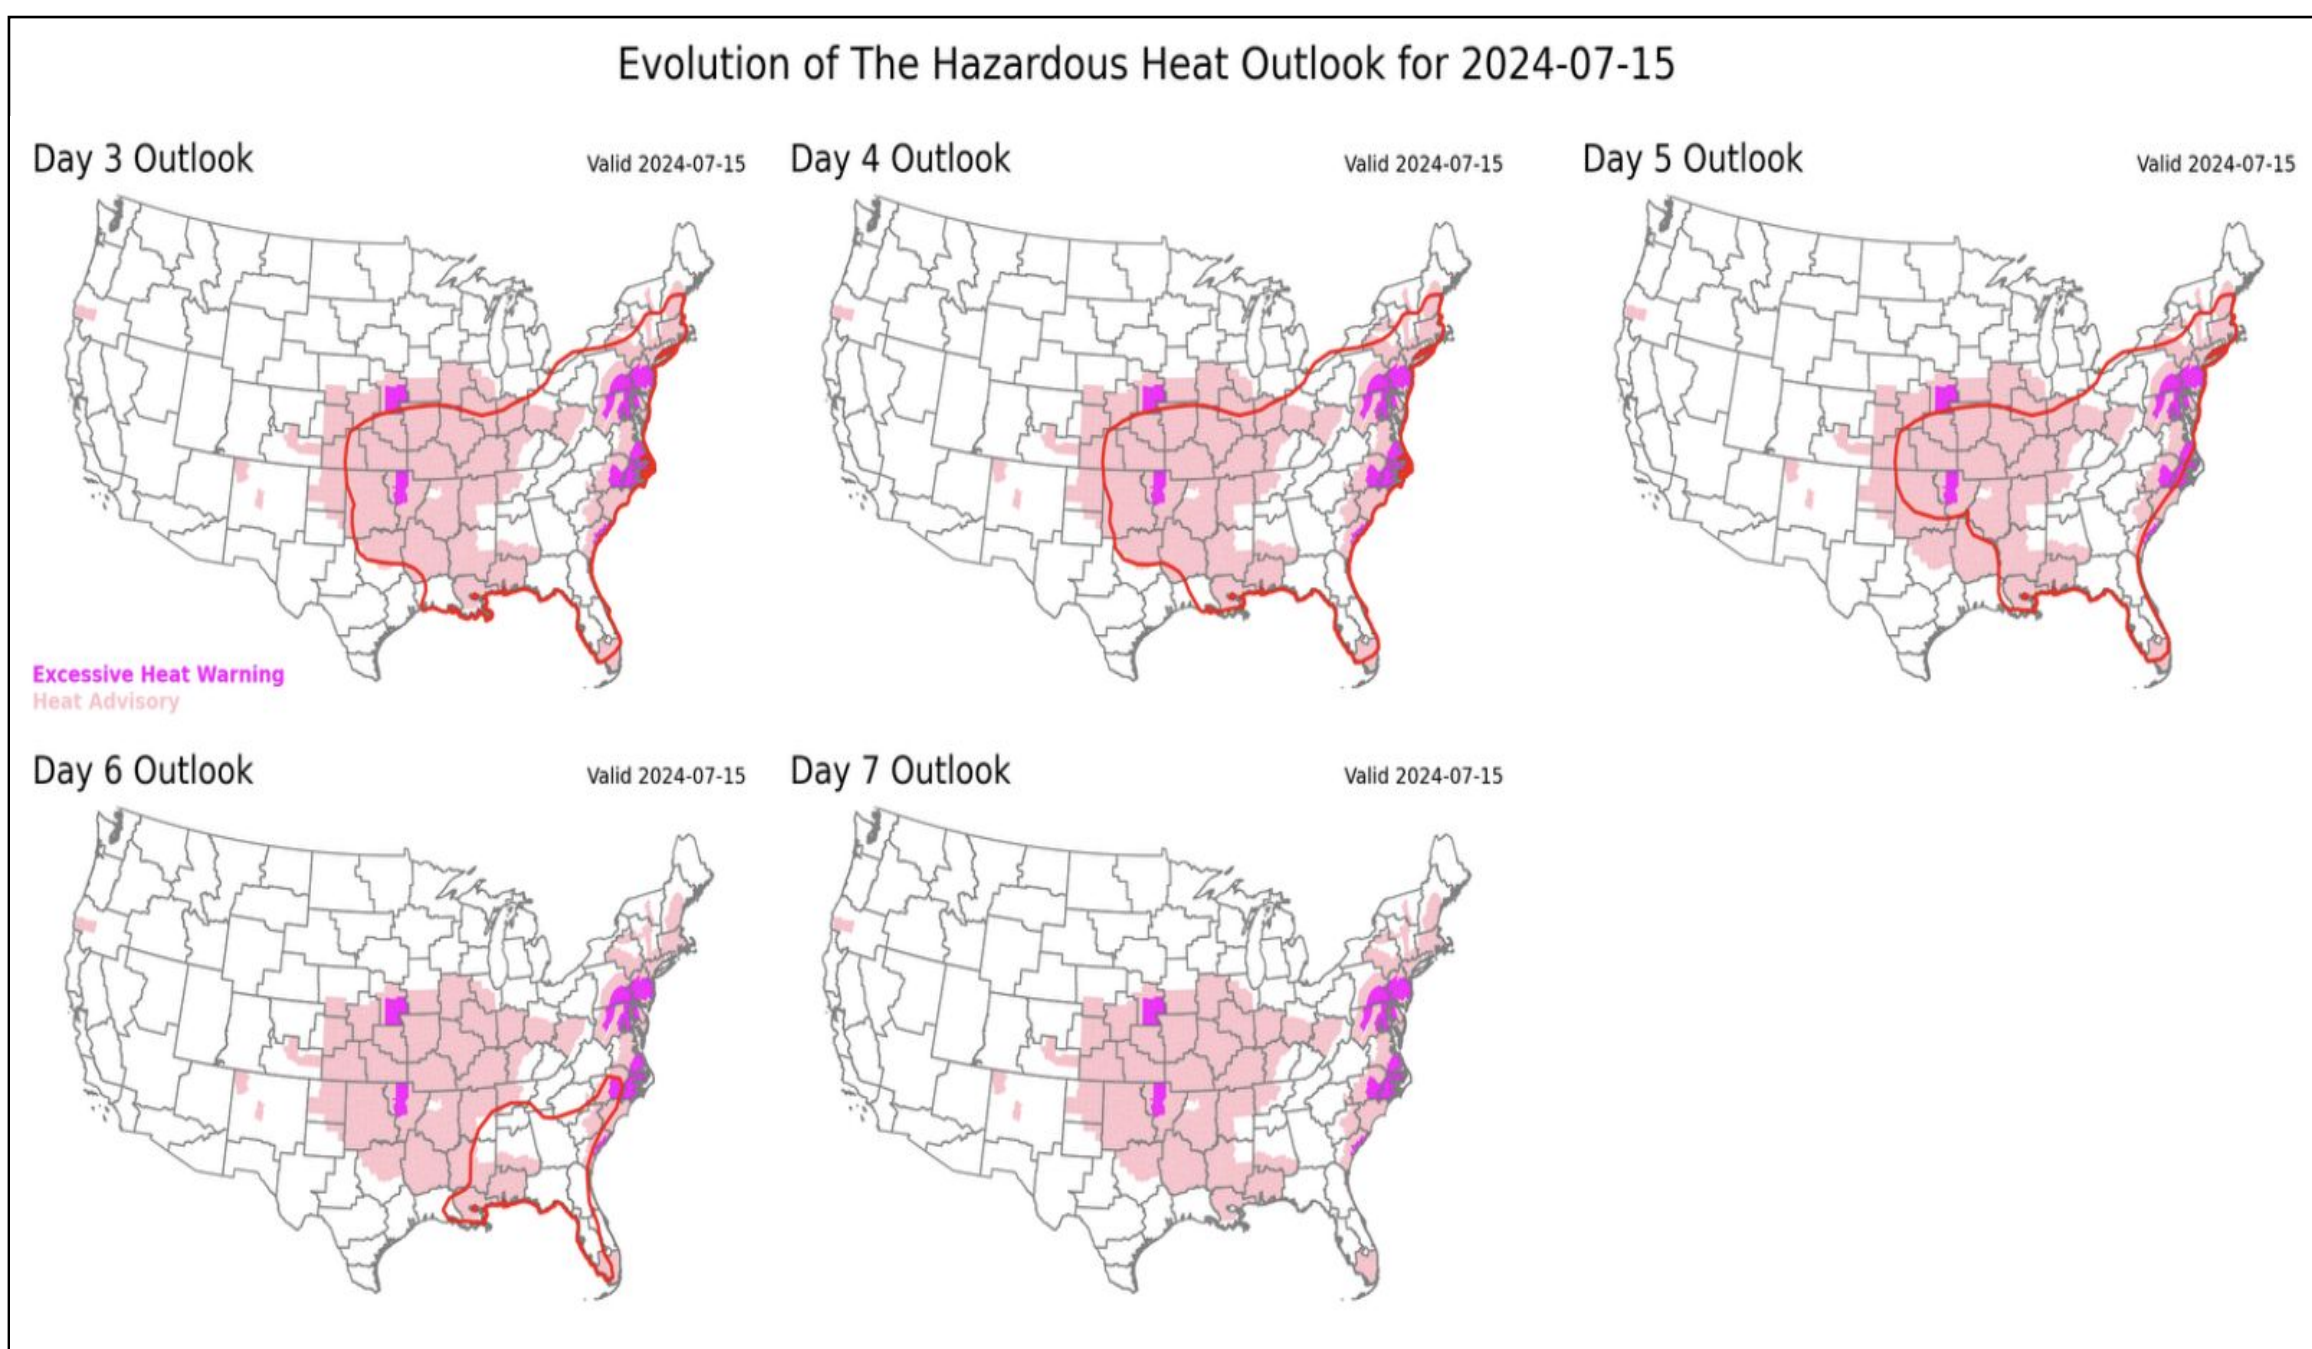 Evolution of The Hazardous Heat Outlook for 2024-07-15
Day 3 Outlook
Valid 2024-07-15
Day 4 Outlook
Valid 2024-07-15
Day 5 Outlook
Valid 2024-07-15
Excessive Heat Warning
Heat Advisory
Day 6 Outlook
Valid 2024-07-15
Day 7 Outlook
Valid 2024-07-15